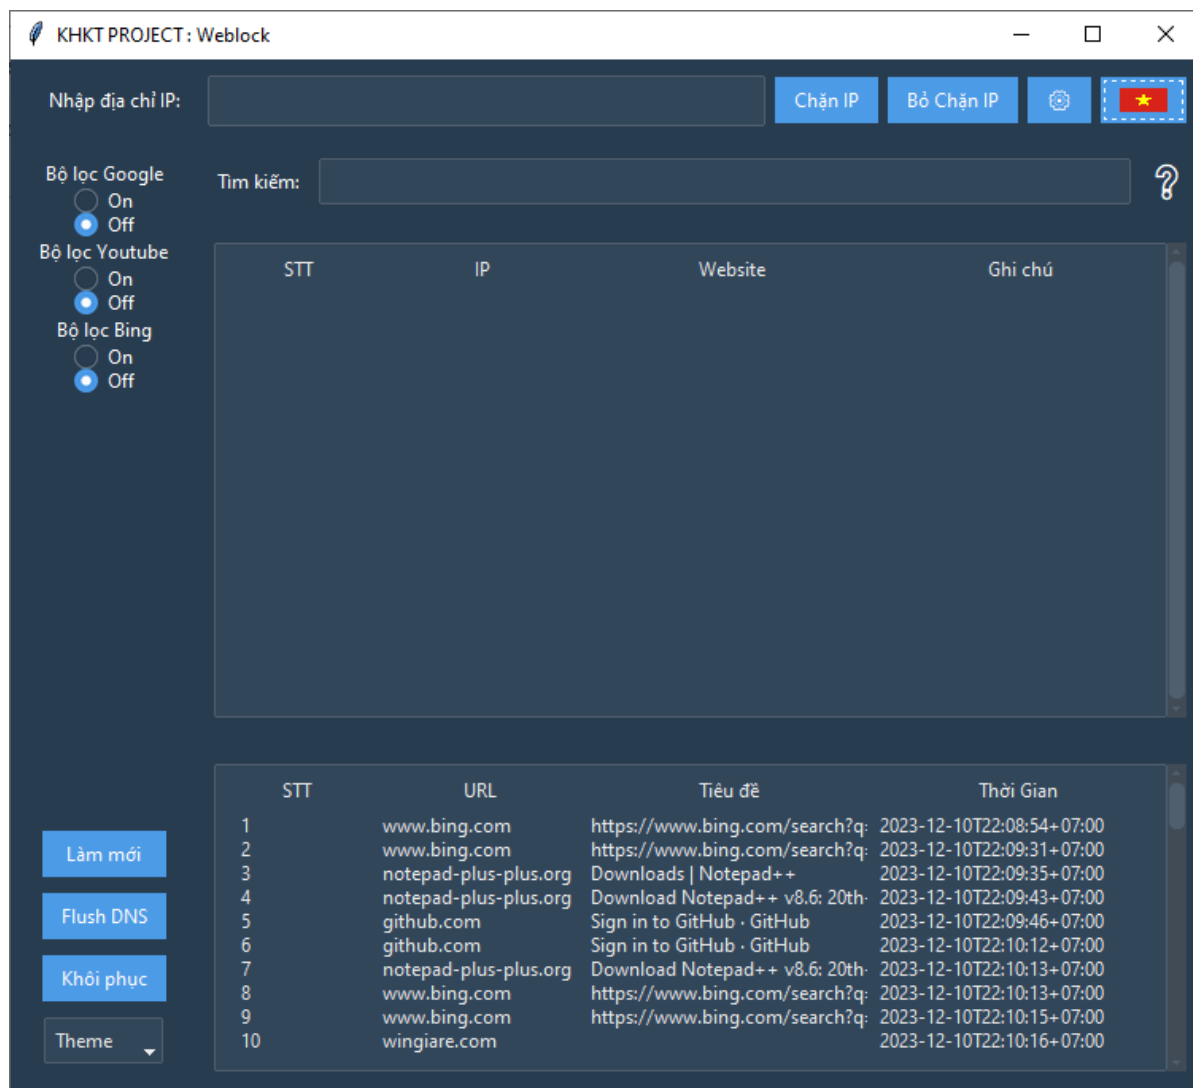 KHKT PROJECT : Weblock
Nhập địa chỉ IP:
Chặn IP
Bỏ Chặn IP
Bộ lọc Google
On
Off
Bộ lọc Youtube
On
Off
Bộ lọc Bing
On
Off
Tìm kiếm:
STT IP Website Ghi chú
STT URL Tiêu đề Thời Gian
1 www.bing.com https://www.bing.com/search?q= 2023-12-10T22:08:54+07:00
2 www.bing.com https://www.bing.com/search?q= 2023-12-10T22:09:31+07:00
3 notepad-plus-plus.org Downloads | Notepad++ 2023-12-10T22:09:35+07:00
4 notepad-plus-plus.org Download Notepad++ v8.6: 20th- 2023-12-10T22:09:43+07:00
5 github.com Sign in to GitHub · GitHub 2023-12-10T22:09:46+07:00
6 github.com Sign in to GitHub · GitHub 2023-12-10T22:10:12+07:00
7 notepad-plus-plus.org Download Notepad++ v8.6: 20th- 2023-12-10T22:10:13+07:00
8 www.bing.com https://www.bing.com/search?q= 2023-12-10T22:10:13+07:00
9 www.bing.com https://www.bing.com/search?q= 2023-12-10T22:10:15+07:00
10 wingiare.com 2023-12-10T22:10:16+07:00
Làm mới
Flush DNS
Khôi phục
Theme